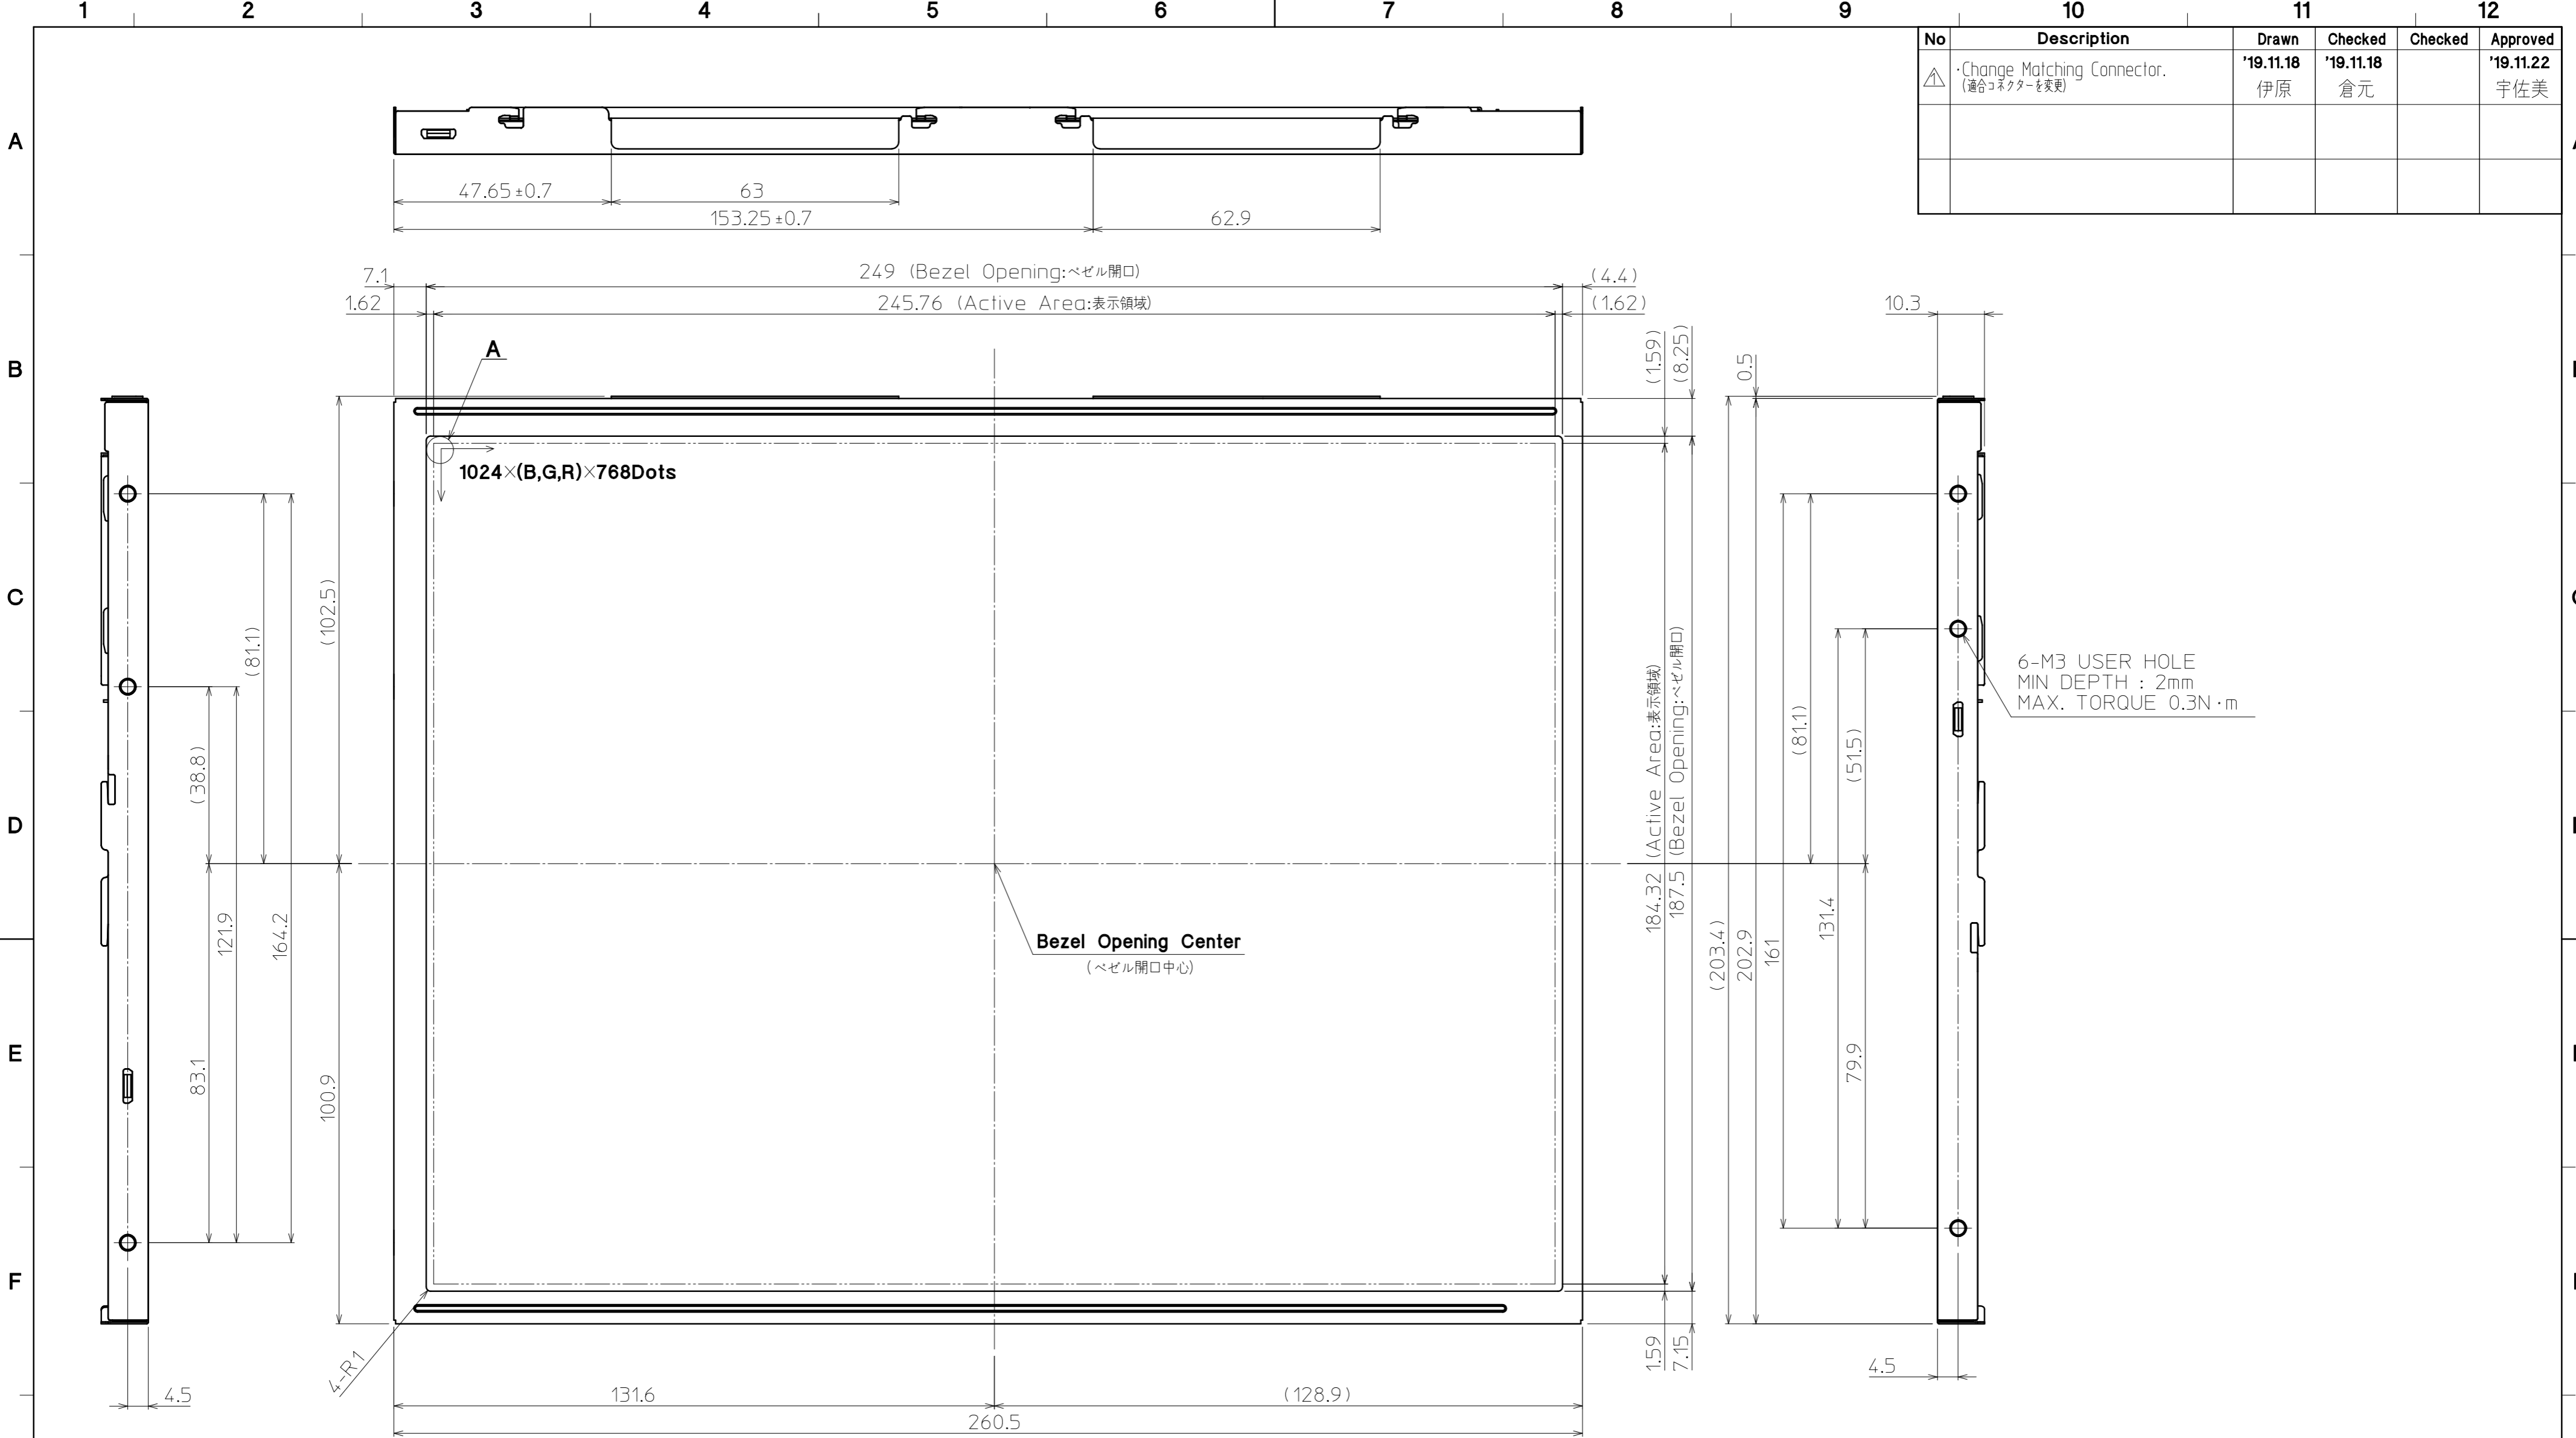 1 2 3 4 5 6 7 8 9 10 11 12
No Description Drawn Checked Checked Approved
1 ·Change Matching Connector. '19.11.18 '19.11.18 '19.11.22
(適合コネクターを変更) 伊原 倉元 宇佐美
A
47.65±0.7 63
153.25±0.7 62.9
7.1 249 (Bezel Opening:ベゼル開口) (4.4)
1.62 245.76 (Active Area:表示領域) (1.62) 10.3
B
A
(1.59)
(8.25)
0.5
1024×(B,G,R)×768Dots
C
(102.5)
(81.1)
(38.8)
121.9
164.2
83.1
100.9
184.32 (Active Area:表示領域)
187.5 (Bezel Opening:ベゼル開口)
(203.4)
202.9
161
(81.1)
131.4
(51.5)
79.9
6-M3 USER HOLE
MIN DEPTH : 2mm
MAX. TORQUE 0.3N·m
D
Bezel Opening Center
(ベゼル開口中心)
E
F
1.59
7.15
4-R1
4.5
4.5
131.6 (128.9)
260.5